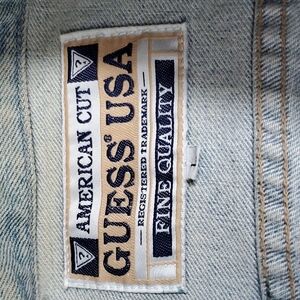 ? AMERICAN CUT ?
GUESS® USA
REGISTERED TRADEMARK
FINE QUALITY
L